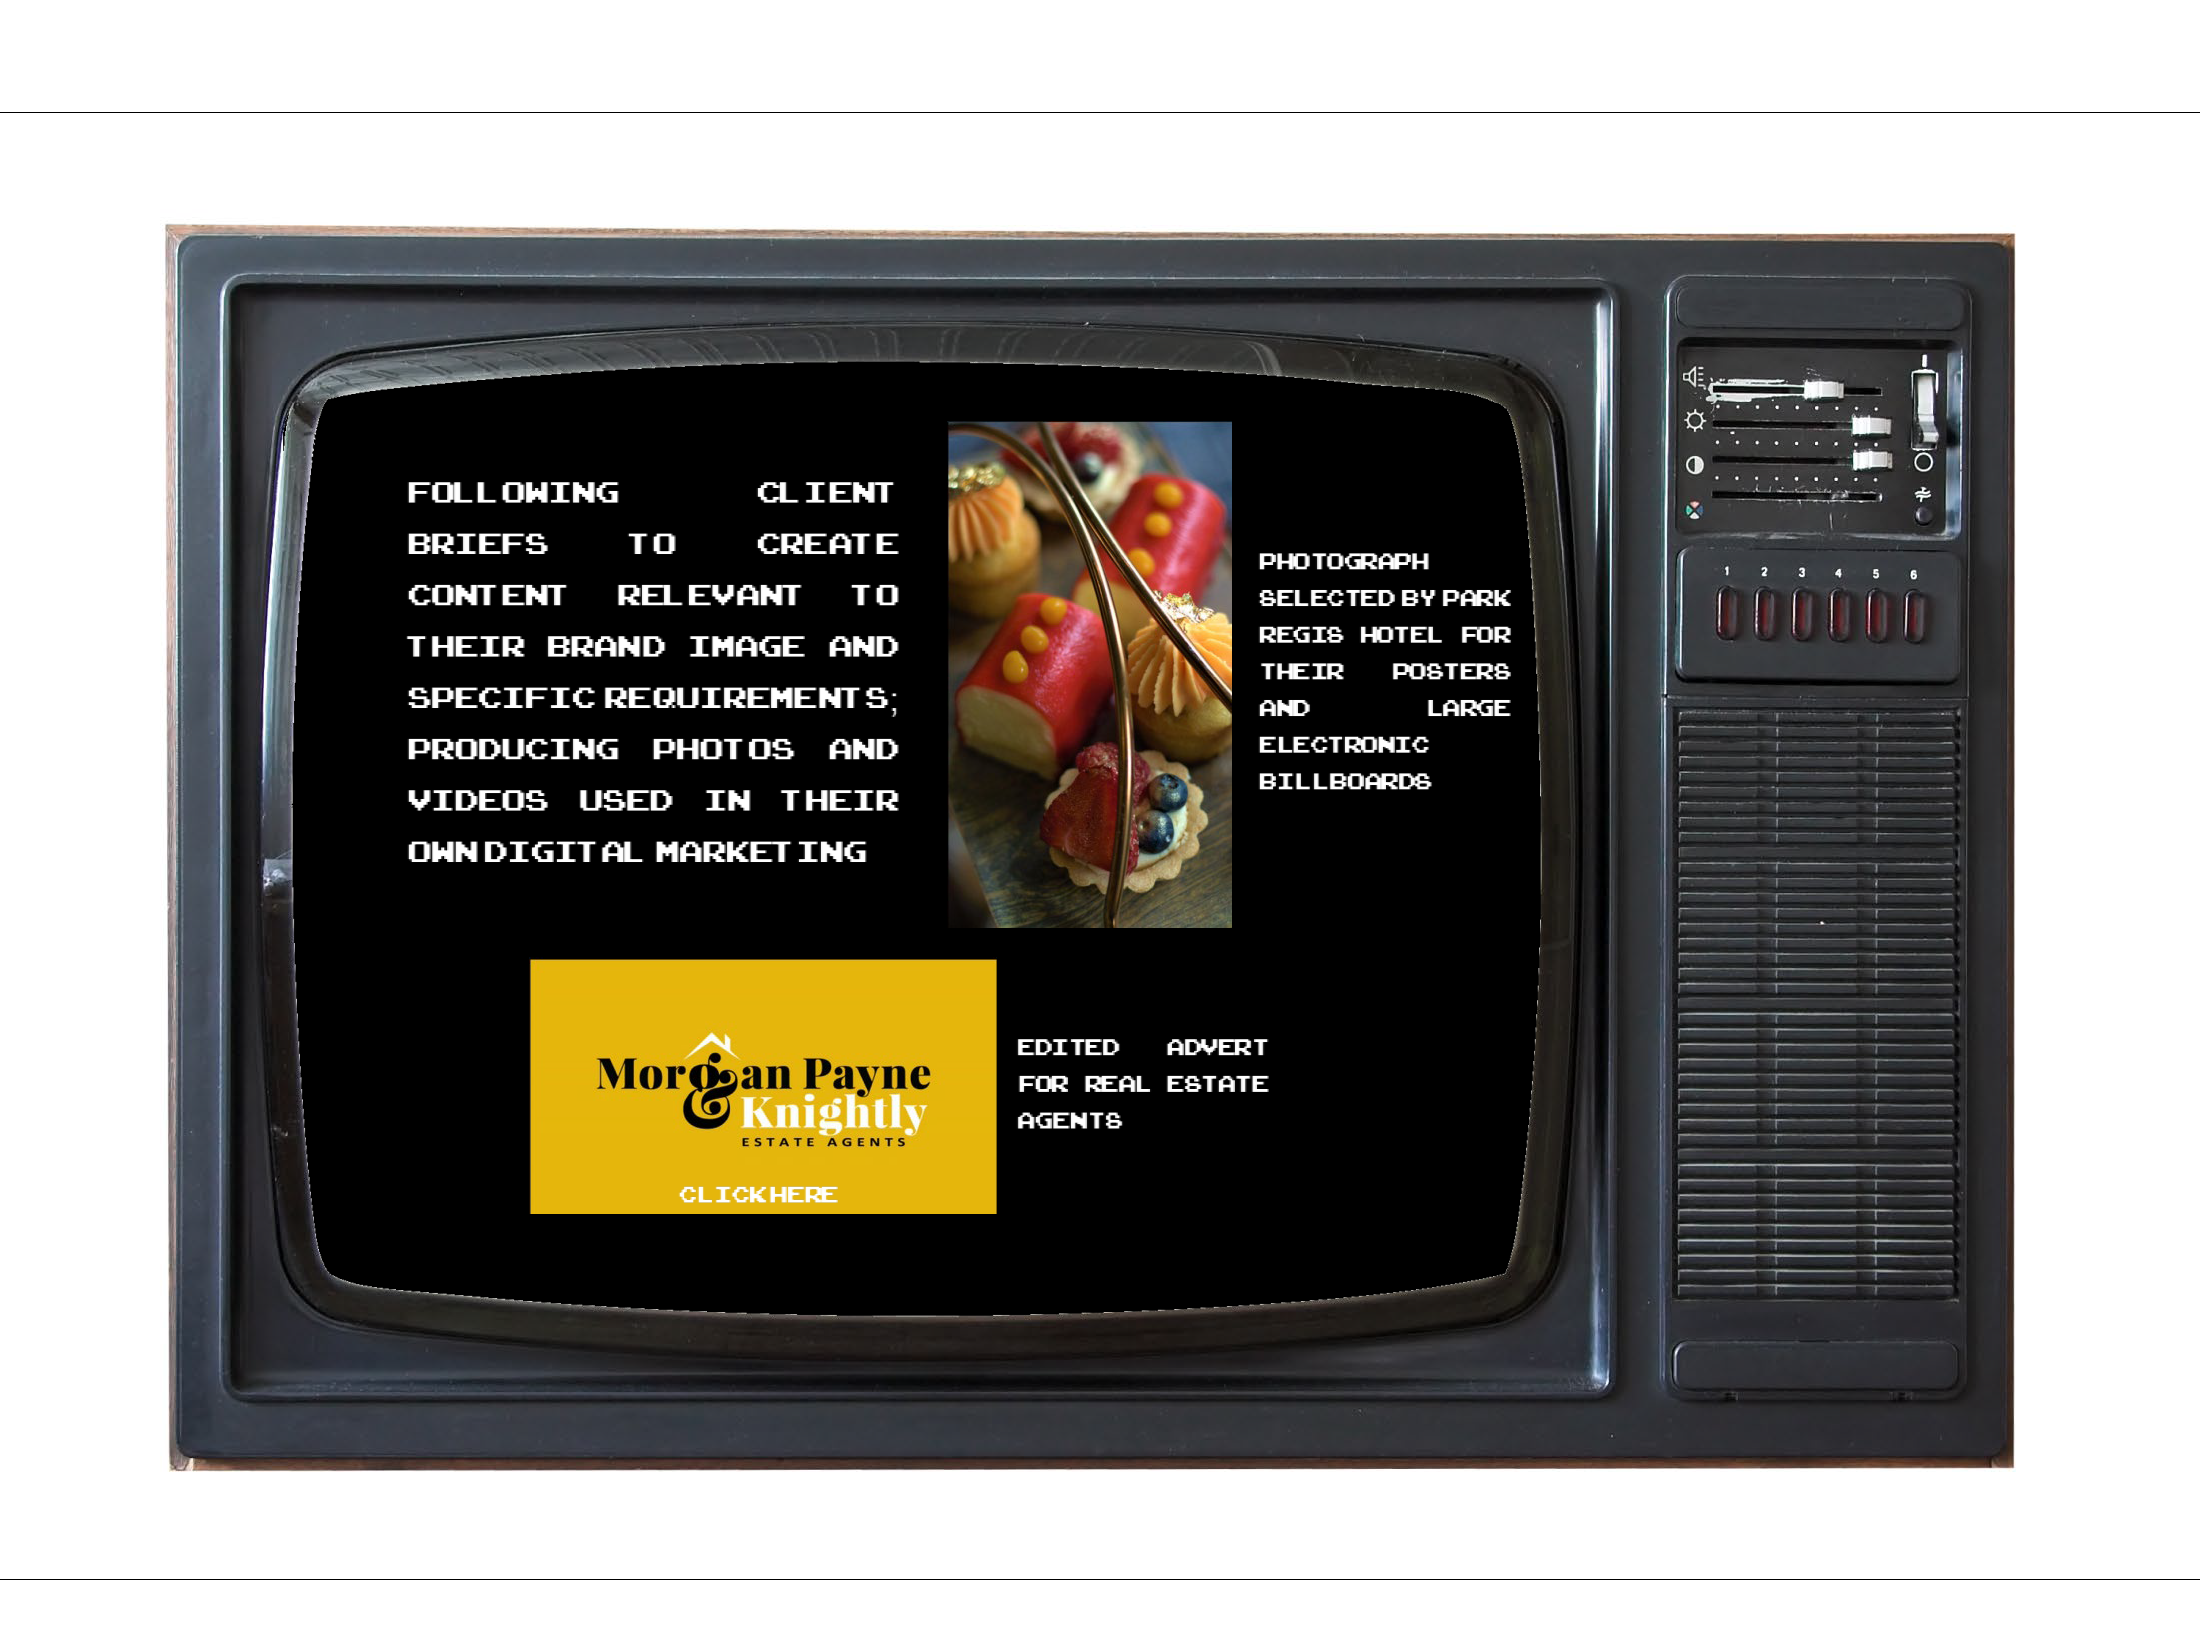 FOLLOWING CLIENT
BRIEFS TO CREATE
CONTENT RELEVANT TO
THEIR BRAND IMAGE AND
SPECIFIC REQUIREMENTS;
PRODUCING PHOTOS AND
VIDEOS USED IN THEIR
OWN DIGITAL MARKETING
PHOTOGRAPH
SELECTED BY PARK
REGIS HOTEL FOR
THEIR POSTERS
AND LARGE
ELECTRONIC
BILLBOARDS
Morgan Payne
& Knightly
ESTATE AGENTS
CLICK HERE
EDITED ADVERT
FOR REAL ESTATE
AGENTS
1 2 3 4 5 6